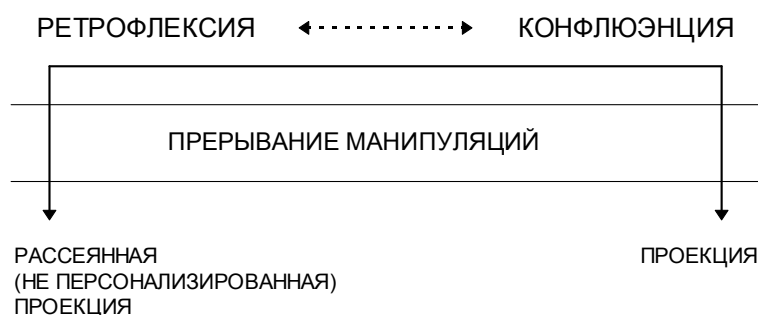 РЕТРОФЛЕКСИЯ КОНФЛЮЭНЦИЯ
ПРЕРЫВАНИЕ МАНИПУЛЯЦИЙ
РАССЕЯННАЯ ПРОЕКЦИЯ
(НЕ ПЕРСОНАЛИЗИРОВАННАЯ)
ПРОЕКЦИЯ